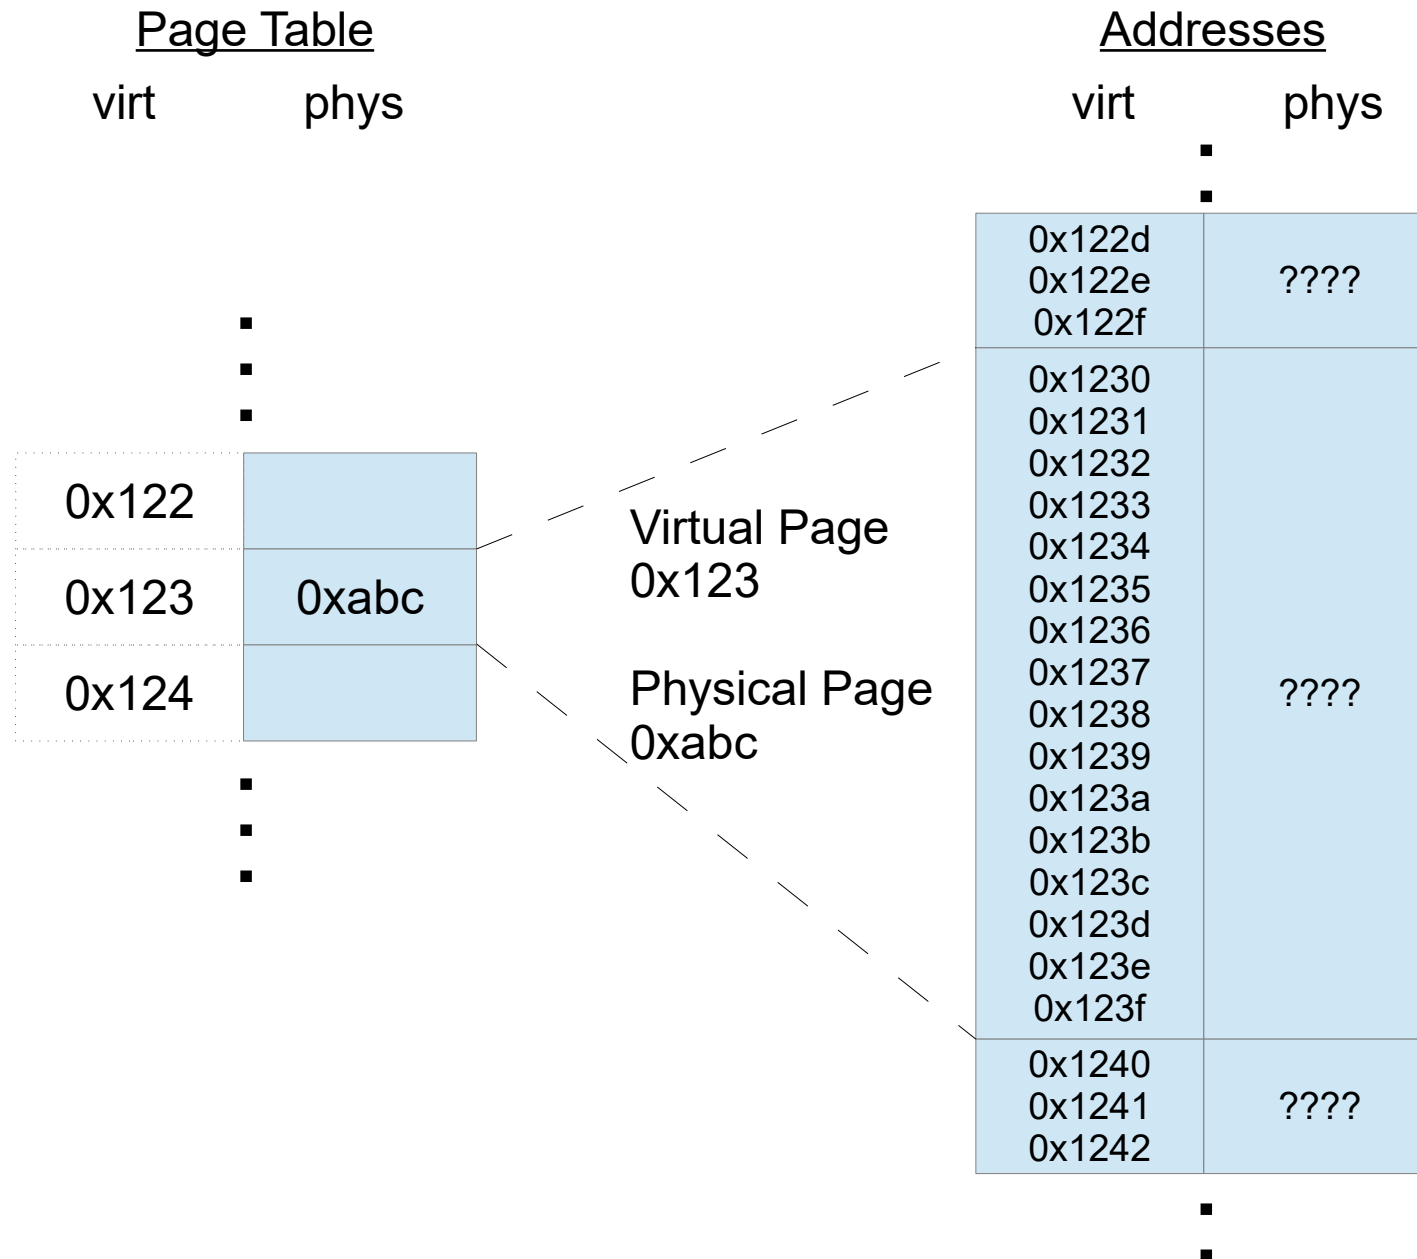 Page Table
virt phys
0x122
0x123 0xabc
0x124
Virtual Page
0x123
Physical Page
0xabc
Addresses
virt phys
0x122d
0x122e ????
0x122f
0x1230
0x1231
0x1232
0x1233
0x1234
0x1235
0x1236
0x1237 ????
0x1238
0x1239
0x123a
0x123b
0x123c
0x123d
0x123e
0x123f
0x1240
0x1241 ????
0x1242